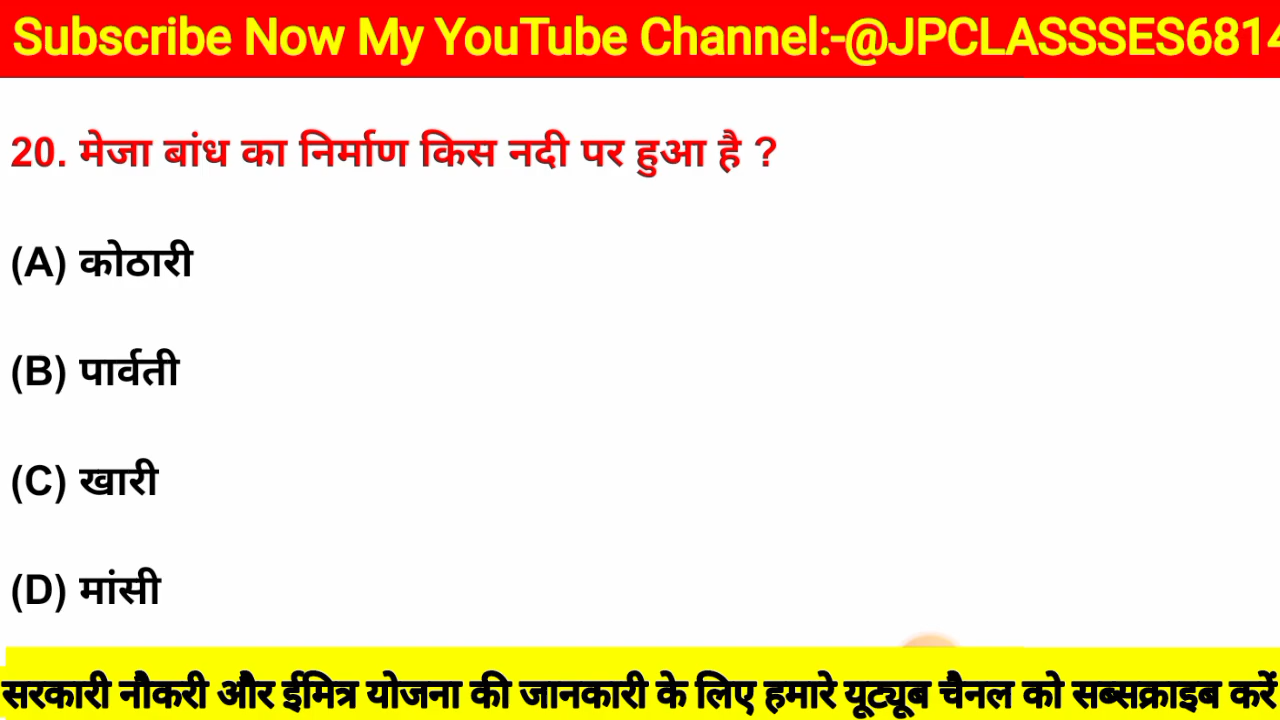 Subscribe Now My YouTube Channel:-@JPCLASSSES6814
20. मेजा बांध का निर्माण किस नदी पर हुआ है ?
(A) कोठारी
(B) पार्वती
(C) खारी
(D) मांसी
सरकारी नौकरी और ईमित्र योजना की जानकारी के लिए हमारे यूट्यूब चैनल को सब्सक्राइब करें